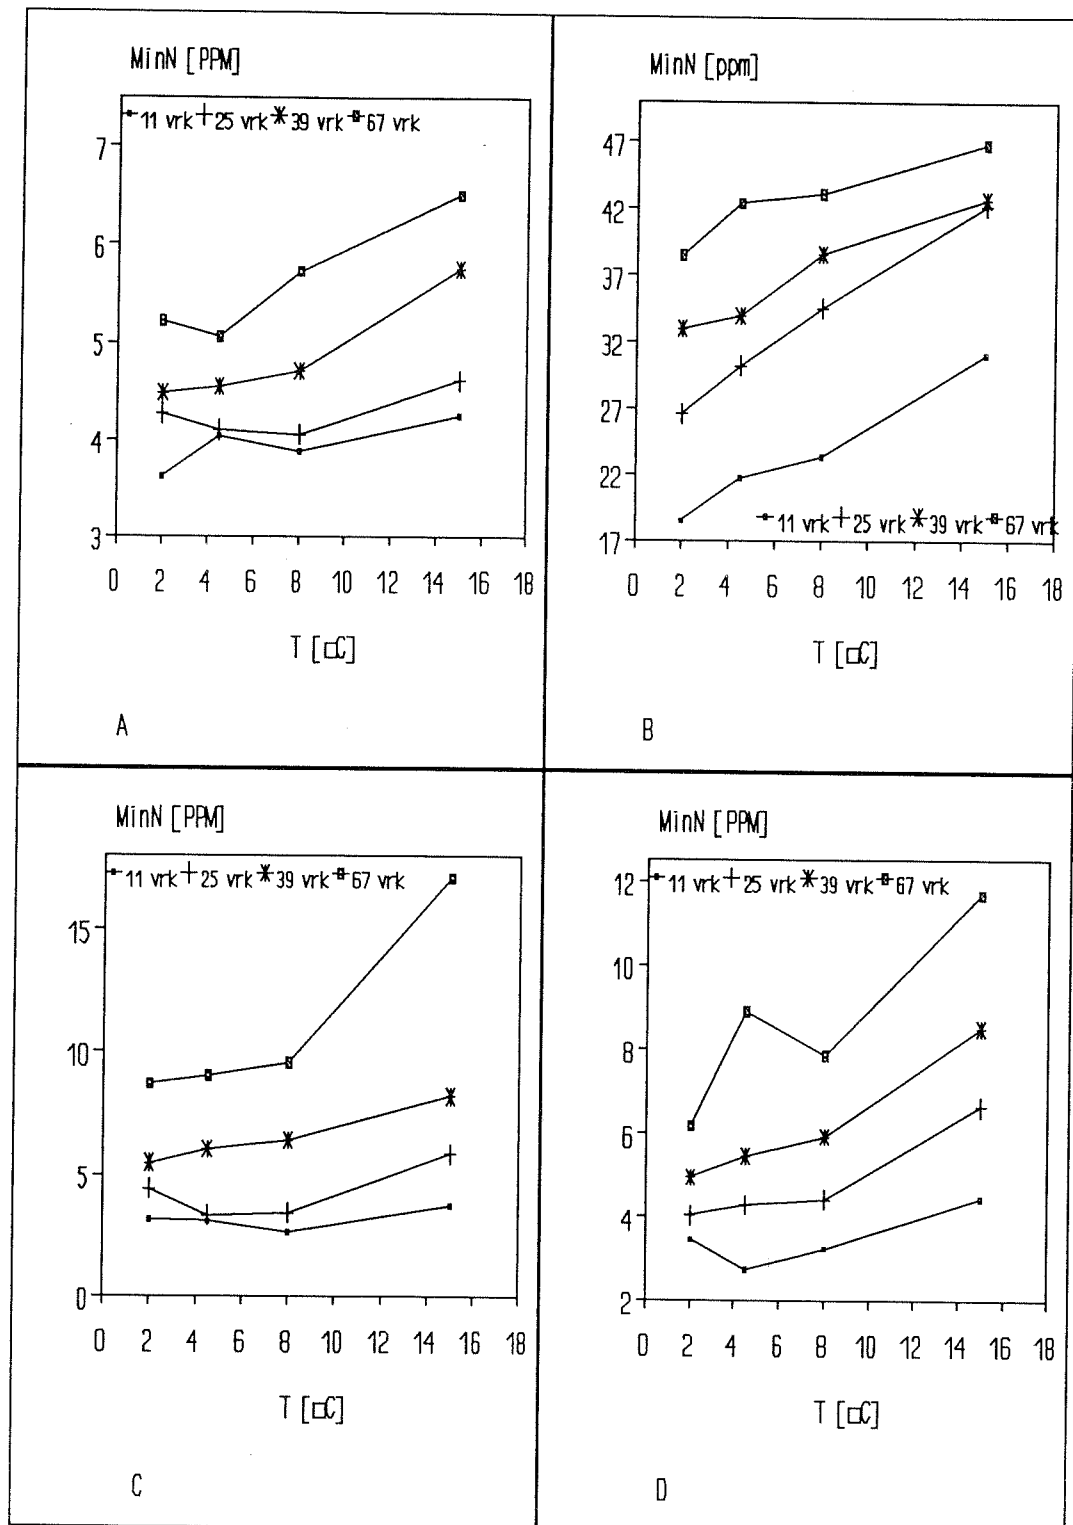 MinN [PPM]
11 vrk 25 vrk 39 vrk 67 vrk
7
6
5
4
3
0 2 4 6 8 10 12 14 16 18
T [□C]
A
MinN [ppm]
47
42
37
32
27
22
17
11 vrk 25 vrk 39 vrk 67 vrk
0 2 4 6 8 10 12 14 16 18
T [□C]
B
MinN [PPM]
11 vrk 25 vrk 39 vrk 67 vrk
15
10
5
0
0 2 4 6 8 10 12 14 16 18
T [□C]
C
MinN [PPM]
11 vrk 25 vrk 39 vrk 67 vrk
12
10
8
6
4
2
0 2 4 6 8 10 12 14 16 18
T [□C]
D